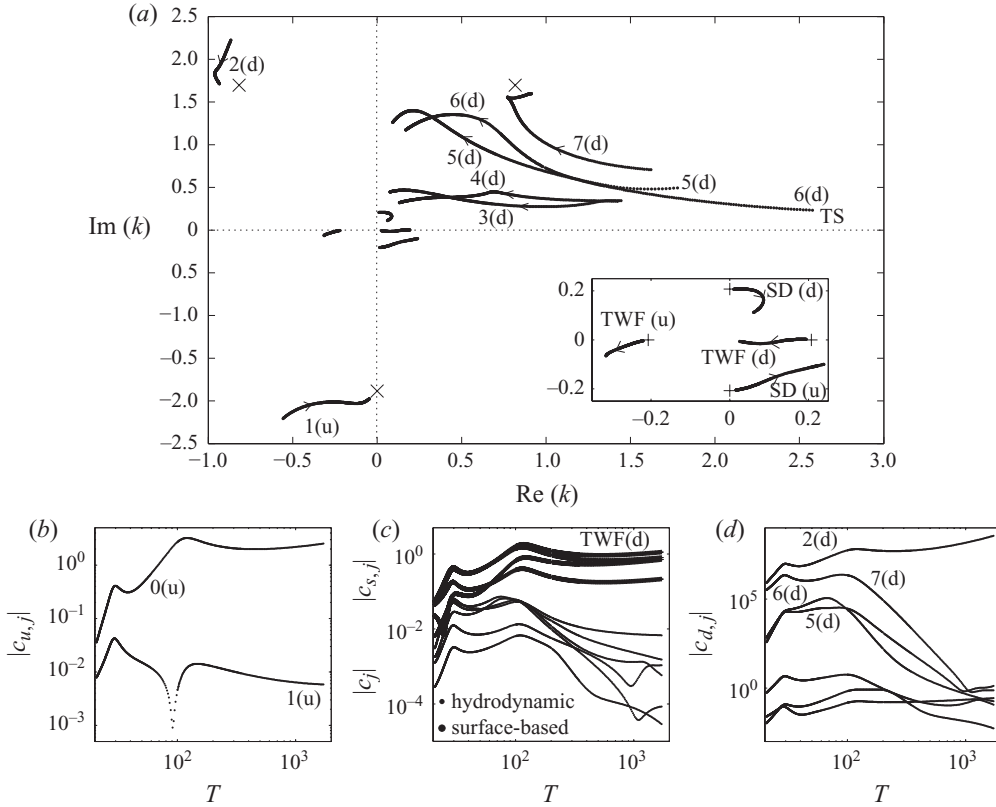 (a)
2.5
2.0
1.5
1.0
0.5
0
0.5
−1.0
−1.5
−2.0
−2.5
Im (k)
−1.0
−0.5
0
0.5
1.0
1.5
2.0
2.5
3.0
Re (k)
2(d)
6(d)
5(d)
7(d)
4(d)
3(d)
5(d)
6(d)
TS
1(u)
0.2
0
−0.2
−0.2
0
0.2
SD (d)
TWF (u)
TWF (d)
SD (u)
(b)
10^0
10^−1
10^−2
10^−3
|c_{u,j}|
0(u)
1(u)
10^2
10^3
T
(c)
10^0
10^−2
10^−4
|c_{s,j}|
|c_j|
TWF(d)
• hydrodynamic
• surface-based
10^2
10^3
T
(d)
10^5
10^0
|c_{d,j}|
2(d)
7(d)
6(d)
5(d)
10^2
10^3
T